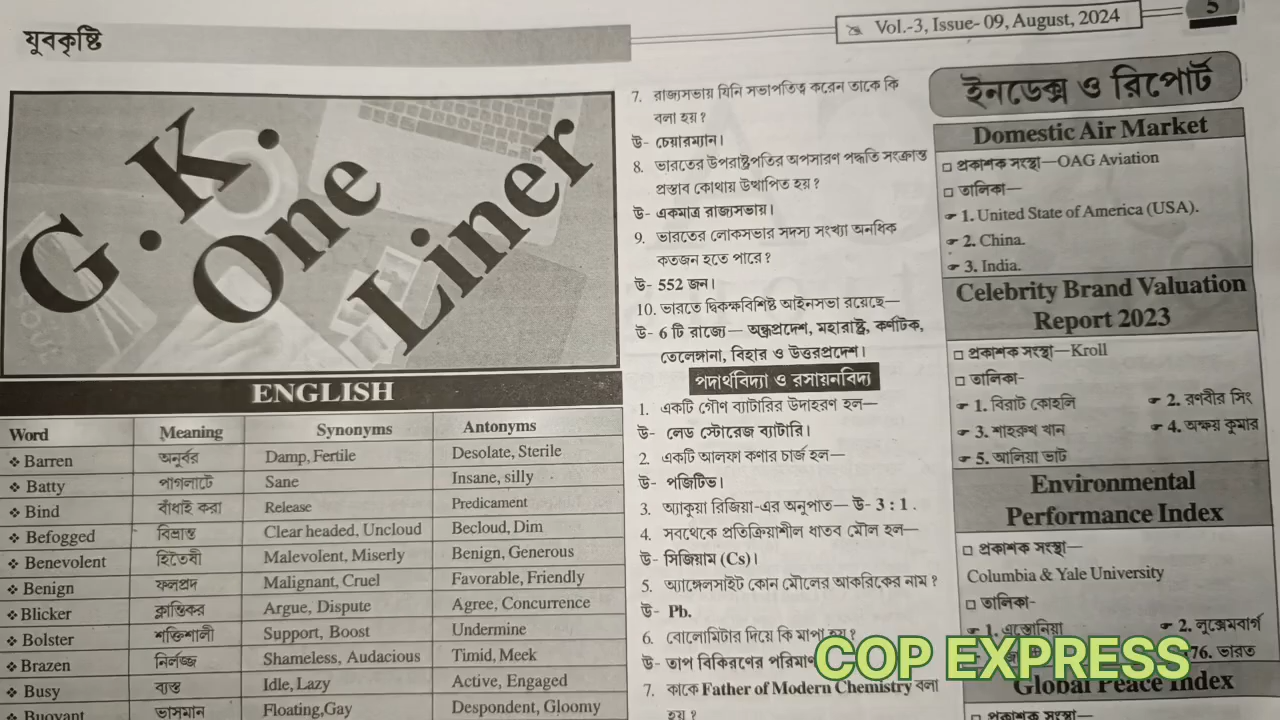 যুবকৃষ্টি
Vol.-3, Issue- 09, August, 2024
5
G.K.
One
Liner
ENGLISH
Word Meaning Synonyms Antonyms
❖ Barren অনুর্বর Damp, Fertile Desolate, Sterile
❖ Batty পাগলাটে Sane Insane, silly
❖ Bind বাঁধাই করা Release Predicament
❖ Befogged বিভ্রান্ত Clear headed, Uncloud Becloud, Dim
❖ Benevolent হিতৈষী Malevolent, Miserly Benign, Generous
❖ Benign ফলপ্রদ Malignant, Cruel Favorable, Friendly
❖ Blicker ক্লান্তিকর Argue, Dispute Agree, Concurrence
❖ Bolster শক্তিশালী Support, Boost Undermine
❖ Brazen নির্লজ্জ Shameless, Audacious Timid, Meek
❖ Busy ব্যস্ত Idle, Lazy Active, Engaged
❖ Buoyant ভাসমান Floating,Gay Despondent, Gloomy
7. রাজ্যসভায় যিনি সভাপতিত্ব করেন তাকে কি
বলা হয়?
উ- চেয়ারম্যান।
8. ভারতের উপরাষ্ট্রপতির অপসারণ পদ্ধতি সংক্রান্ত
প্রস্তাব কোথায় উত্থাপিত হয়?
উ- একমাত্র রাজ্যসভায়।
9. ভারতের লোকসভার সদস্য সংখ্যা অনধিক
কতজন হতে পারে?
উ- 552 জন।
10. ভারতে দ্বিকক্ষবিশিষ্ট আইনসভা রয়েছে—
উ- 6 টি রাজ্যে— অন্ধ্রপ্রদেশ, মহারাষ্ট্র, কর্ণাটক,
তেলেঙ্গানা, বিহার ও উত্তরপ্রদেশ।
পদার্থবিদ্যা ও রসায়নবিদ্যা
1. একটি গৌণ ব্যাটারির উদাহরণ হল—
উ- লেড স্টোরেজ ব্যাটারি।
2. একটি আলফা কণার চার্জ হল—
উ- পজিটিভ।
3. অ্যাকুয়া রিজিয়া-এর অনুপাত— উ- 3 : 1.
4. সবথেকে প্রতিক্রিয়াশীল ধাতব মৌল হল—
উ- সিজিয়াম (Cs)।
5. অ্যাঙ্গেলসাইট কোন মৌলের আকরিকের নাম?
উ- Pb.
6. বোলোমিটার দিয়ে কি মাপা হয়?
উ- তাপ বিকিরণের পরিমাণ
7. কাকে Father of Modern Chemistry বলা
হয়?
ইনডেক্স ও রিপোর্ট
Domestic Air Market
□ প্রকাশক সংস্থা—OAG Aviation
□ তালিকা—
☛ 1. United State of America (USA).
☛ 2. China.
☛ 3. India.
Celebrity Brand Valuation
Report 2023
□ প্রকাশক সংস্থা—Kroll
□ তালিকা-
☛ 1. বিরাট কোহলি ☛ 2. রণবীর সিং
☛ 3. শাহরুখ খান ☛ 4. অক্ষয় কুমার
☛ 5. আলিয়া ভাট
Environmental
Performance Index
□ প্রকাশক সংস্থা—
Columbia & Yale University
□ তালিকা-
☛ 1. এস্তোনিয়া ☛ 2. লুক্সেমবার্গ
176. ভারত
Global Peace Index
□ প্রকাশক সংস্থা—
COP EXPRESS